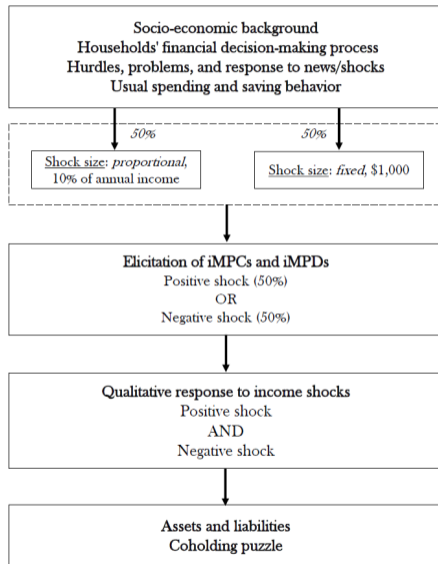 Socio-economic background
Households' financial decision-making process
Hurdles, problems, and response to news/shocks
Usual spending and saving behavior
50%
50%
Shock size: proportional,
10% of annual income
Shock size: fixed, $1,000
Elicitation of iMPCs and iMPDs
Positive shock (50%)
OR
Negative shock (50%)
Qualitative response to income shocks
Positive shock
AND
Negative shock
Assets and liabilities
Coholding puzzle